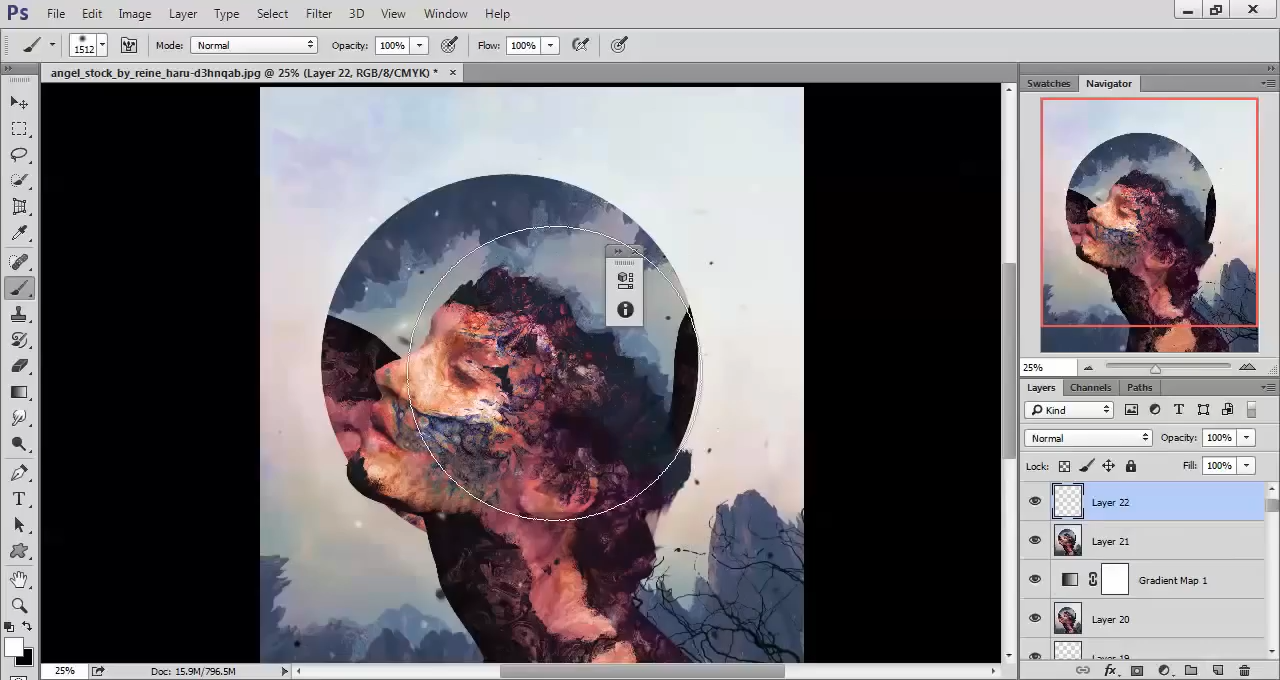 Ps File Edit Image Layer Type Select Filter 3D View Window Help
1512 Mode: Normal Opacity: 100% Flow: 100%
angel_stock_by_reine_haru-d3hnqab.jpg @ 25% (Layer 22, RGB/8/CMYK) *
Swatches Navigator
25%
Layers Channels Paths
Kind
Normal Opacity: 100%
Lock: Fill: 100%
Layer 22
Layer 21
Gradient Map 1
Layer 20
Layer 19
25% Doc: 15.9M/796.5M